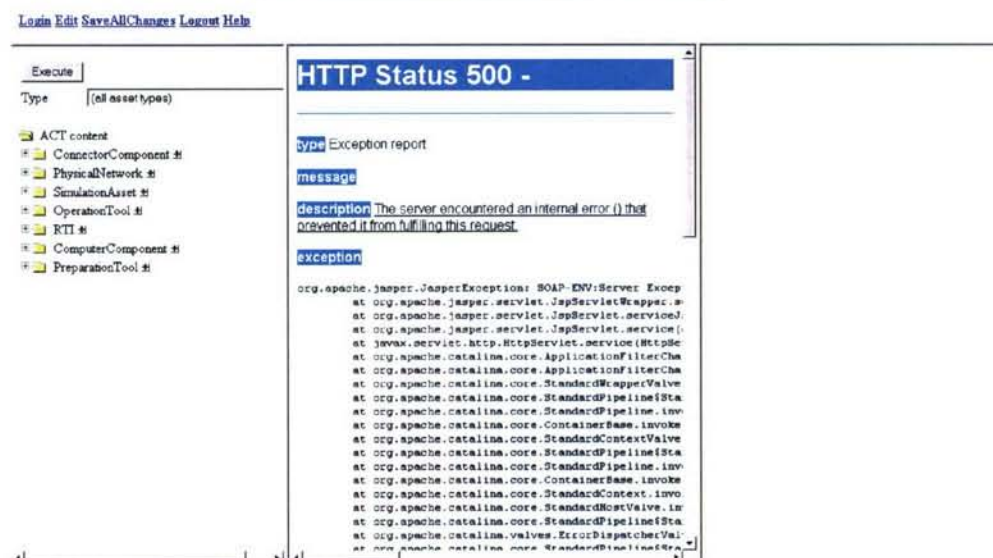 Login Edit SaveAllChanges Logout Help
Execute
Type (all asset types)
ACT content
ConnectorComponent
PhysicalNetwork
SimulationAsset
OperationTool
RTI
ComputerComponent
PreparationTool
HTTP Status 500 -
type Exception report
message
description The server encountered an internal error () that
prevented it from fulfilling this request.
exception
org.apache.jasper.JasperException: SOAP-ENV:Server Excep
at org.apache.jasper.servlet.JspServletWrapper.s
at org.apache.jasper.servlet.JspServlet.serviceJ
at org.apache.jasper.servlet.JspServlet.service(
at javax.servlet.http.HttpServlet.service(HttpSe
at org.apache.catalina.core.ApplicationFilterCha
at org.apache.catalina.core.ApplicationFilterCha
at org.apache.catalina.core.StandardWrapperValve
at org.apache.catalina.core.StandardPipeline$Sta
at org.apache.catalina.core.StandardPipeline.inv
at org.apache.catalina.core.ContainerBase.invoke
at org.apache.catalina.core.StandardContextValve
at org.apache.catalina.core.StandardPipeline$Sta
at org.apache.catalina.core.StandardPipeline.inv
at org.apache.catalina.core.ContainerBase.invoke
at org.apache.catalina.core.StandardContext.invo
at org.apache.catalina.core.StandardHostValve.in
at org.apache.catalina.core.StandardPipeline$Sta
at org.apache.catalina.valves.ErrorDispatcherVal
at org.apache.catalina.core.StandardPipeline$Sta